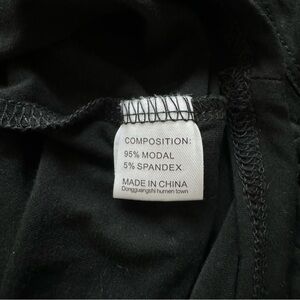 COMPOSITION:
95% MODAL
5% SPANDEX
MADE IN CHINA
Dongguangshi humen town